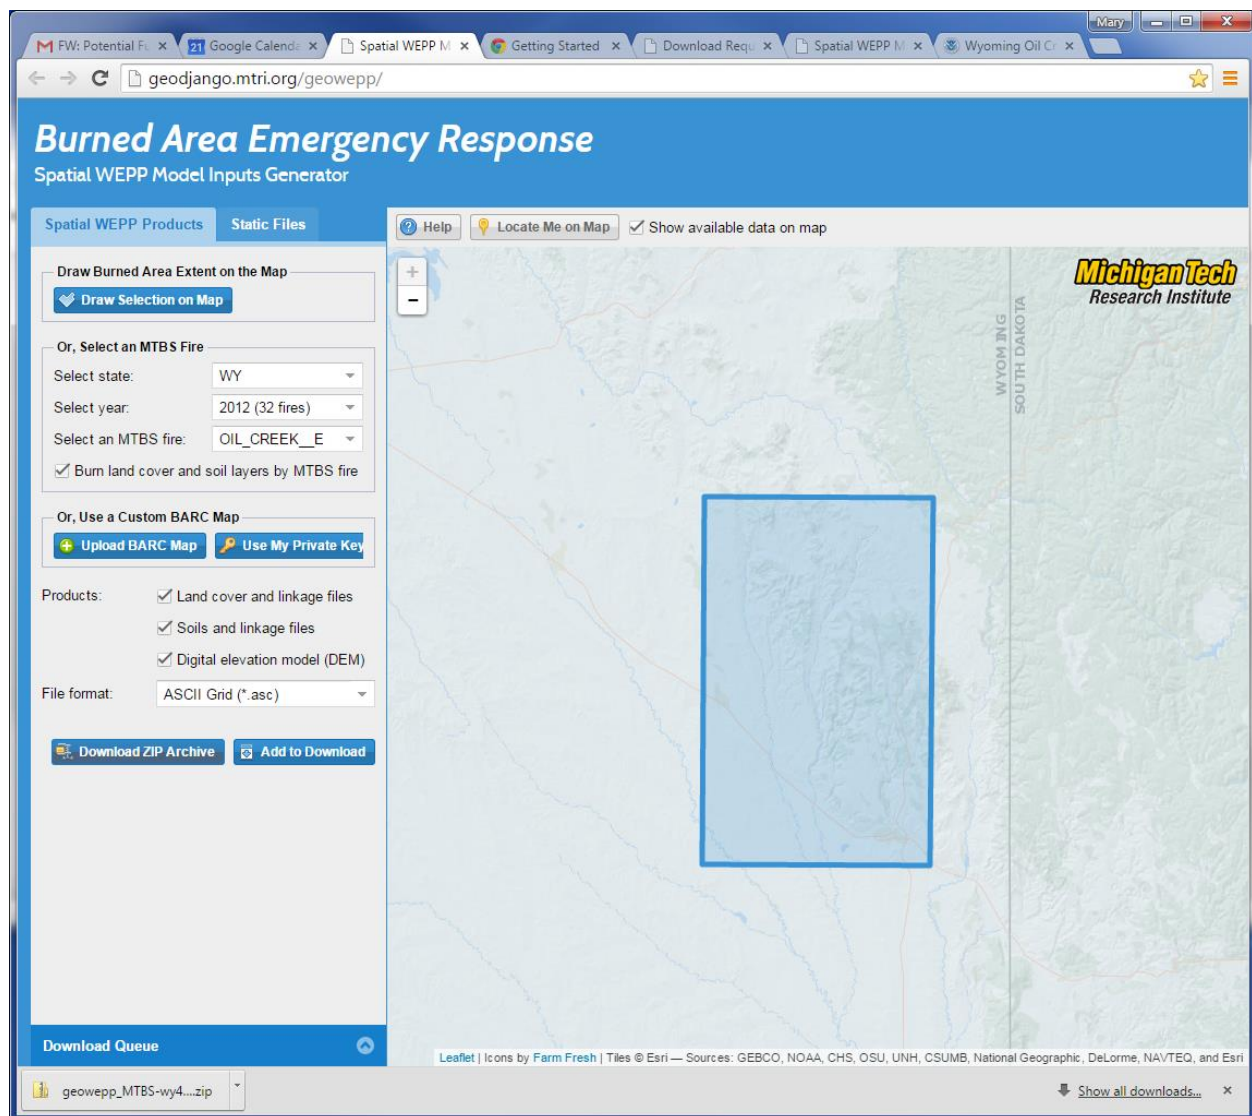 Mary
FW: Potential Fu
21 Google Calenda
Spatial WEPP M
Getting Started
Download Requ
Spatial WEPP M
Wyoming Oil Cr
geodjango.mtri.org/geowepp/
Burned Area Emergency Response
Spatial WEPP Model Inputs Generator
Spatial WEPP Products
Static Files
Help
Locate Me on Map
Show available data on map
Draw Burned Area Extent on the Map
Draw Selection on Map
Or, Select an MTBS Fire
Select state:
WY
Select year:
2012 (32 fires)
Select an MTBS fire:
OIL_CREEK__E
Burn land cover and soil layers by MTBS fire
Or, Use a Custom BARC Map
Upload BARC Map
Use My Private Key
Products:
Land cover and linkage files
Soils and linkage files
Digital elevation model (DEM)
File format:
ASCII Grid (*.asc)
Download ZIP Archive
Add to Download
Download Queue
+
−
Michigan Tech
Research Institute
WYOMING
SOUTH DAKOTA
Leaflet | Icons by Farm Fresh | Tiles © Esri — Sources: GEBCO, NOAA, CHS, OSU, UNH, CSUMB, National Geographic, DeLorme, NAVTEQ, and Esri
geowepp_MTBS-wy4....zip
Show all downloads...